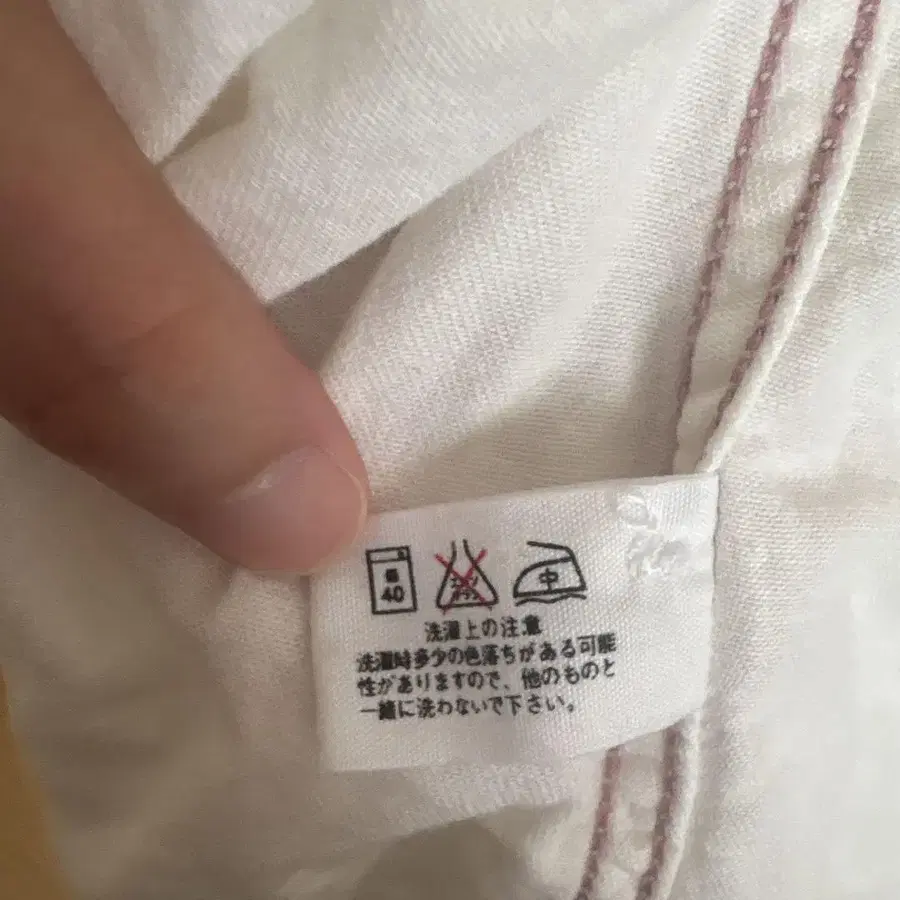 40
中
洗濯上の注意
洗濯時多少の色落ちがある可能
性がありますので、他のものと
一緒に洗わないで下さい。